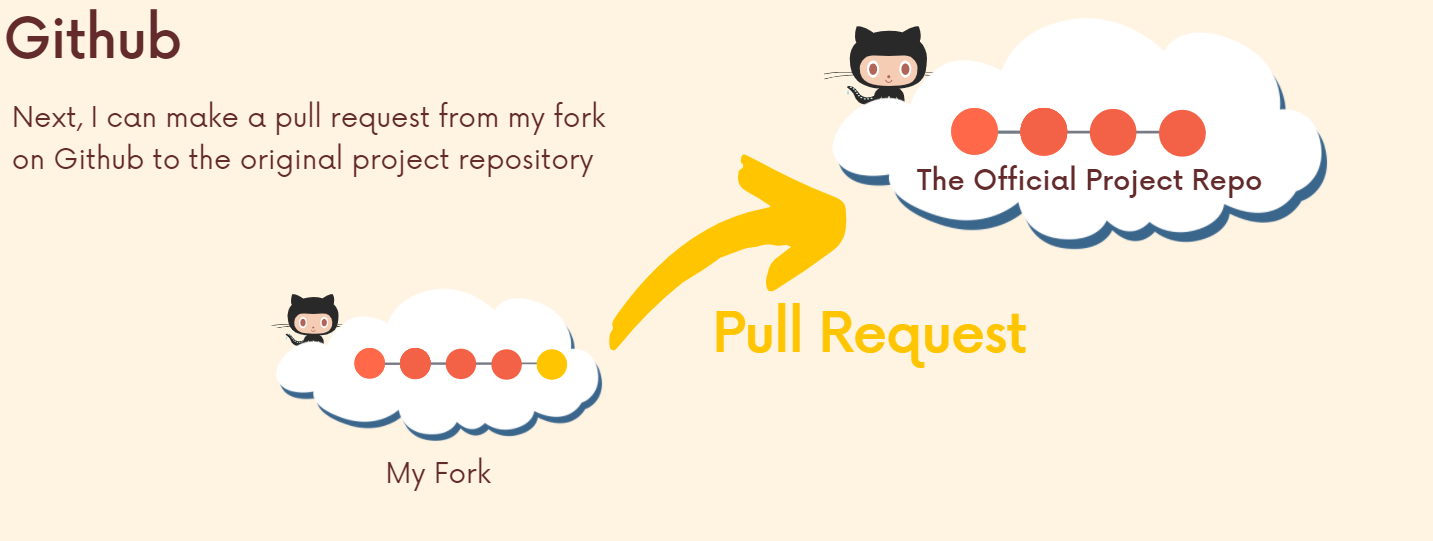 Github
Next, I can make a pull request from my fork
on Github to the original project repository
The Official Project Repo
Pull Request
My Fork